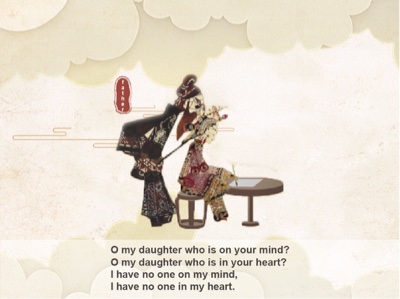 father
O my daughter who is on your mind?
O my daughter who is in your heart?
I have no one on my mind,
I have no one in my heart.